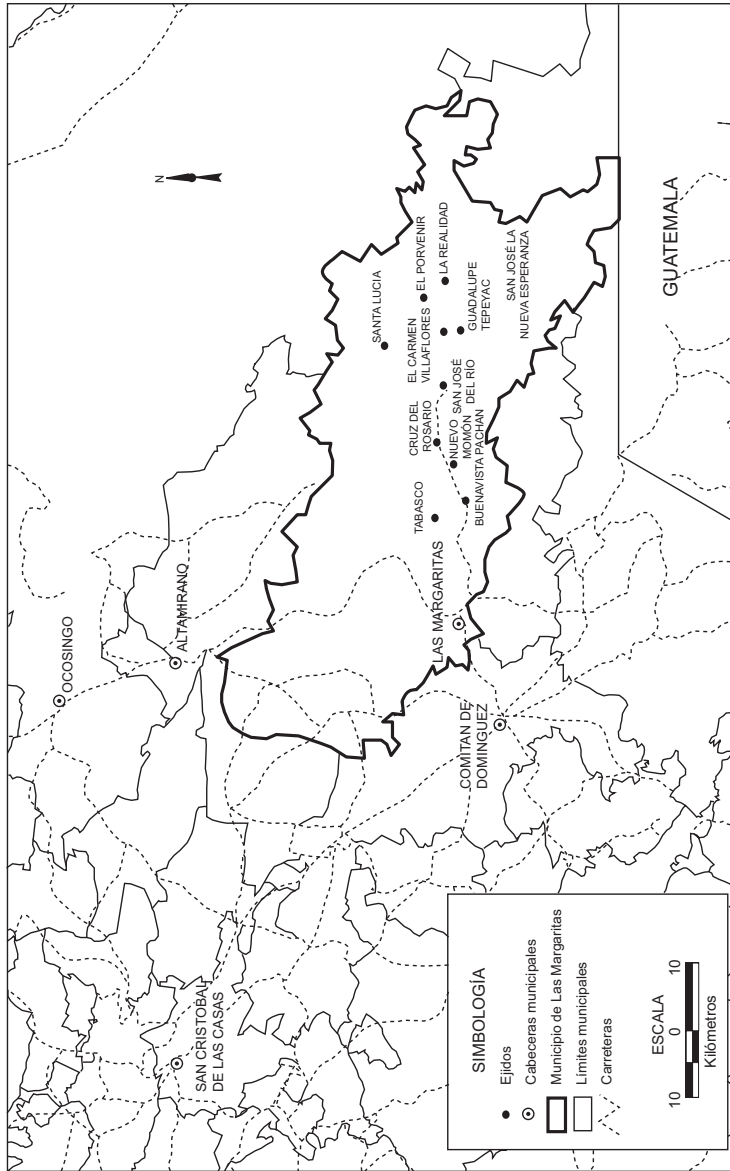 N
OCOSINGO
ALTAMIRANO
SAN CRISTOBAL
DE LAS CASAS
SANTA LUCIA
EL PORVENIR
LA REALIDAD
EL CARMEN
VILLAFLORES
GUADALUPE
TEPEYAC
SAN JOSÉ LA
NUEVA ESPERANZA
SAN JOSÉ
DEL RÍO
CRUZ DEL
ROSARIO
NUEVO
MOMÓN
BUENAVISTA PACHAN
TABASCO
LAS MARGARITAS
COMITAN DE
DOMINGUEZ
GUATEMALA
SIMBOLOGÍA
Ejidos
Cabeceras municipales
Municipio de Las Margaritas
Límites municipales
Carreteras
ESCALA
10 0 10
Kilómetros